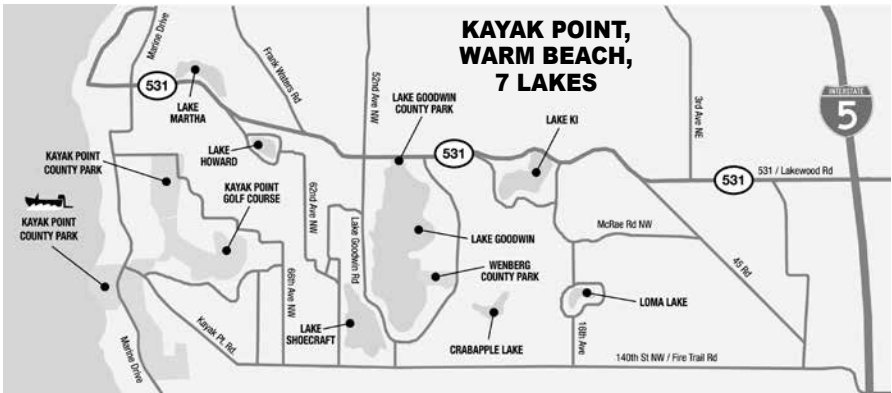 KAYAK POINT,
WARM BEACH,
7 LAKES
Marine Drive
Frank Waters Rd
52nd Ave NW
3rd Ave NE
INTERSTATE
5
531
LAKE
MARTHA
LAKE GOODWIN
COUNTY PARK
LAKE KI
531
LAKE
HOWARD
KAYAK POINT
COUNTY PARK
531
531 / Lakewood Rd
KAYAK POINT
GOLF COURSE
62nd Ave NW
Lake Goodwin Rd
McRae Rd NW
KAYAK POINT
COUNTY PARK
LAKE GOODWIN
45 Rd
WENBERG
COUNTY PARK
66th Ave NW
LOMA LAKE
Kayak Pt. Rd.
LAKE
SHOECRAFT
CRABAPPLE LAKE
16th Ave
Marine Drive
140th St NW / Fire Trail Rd